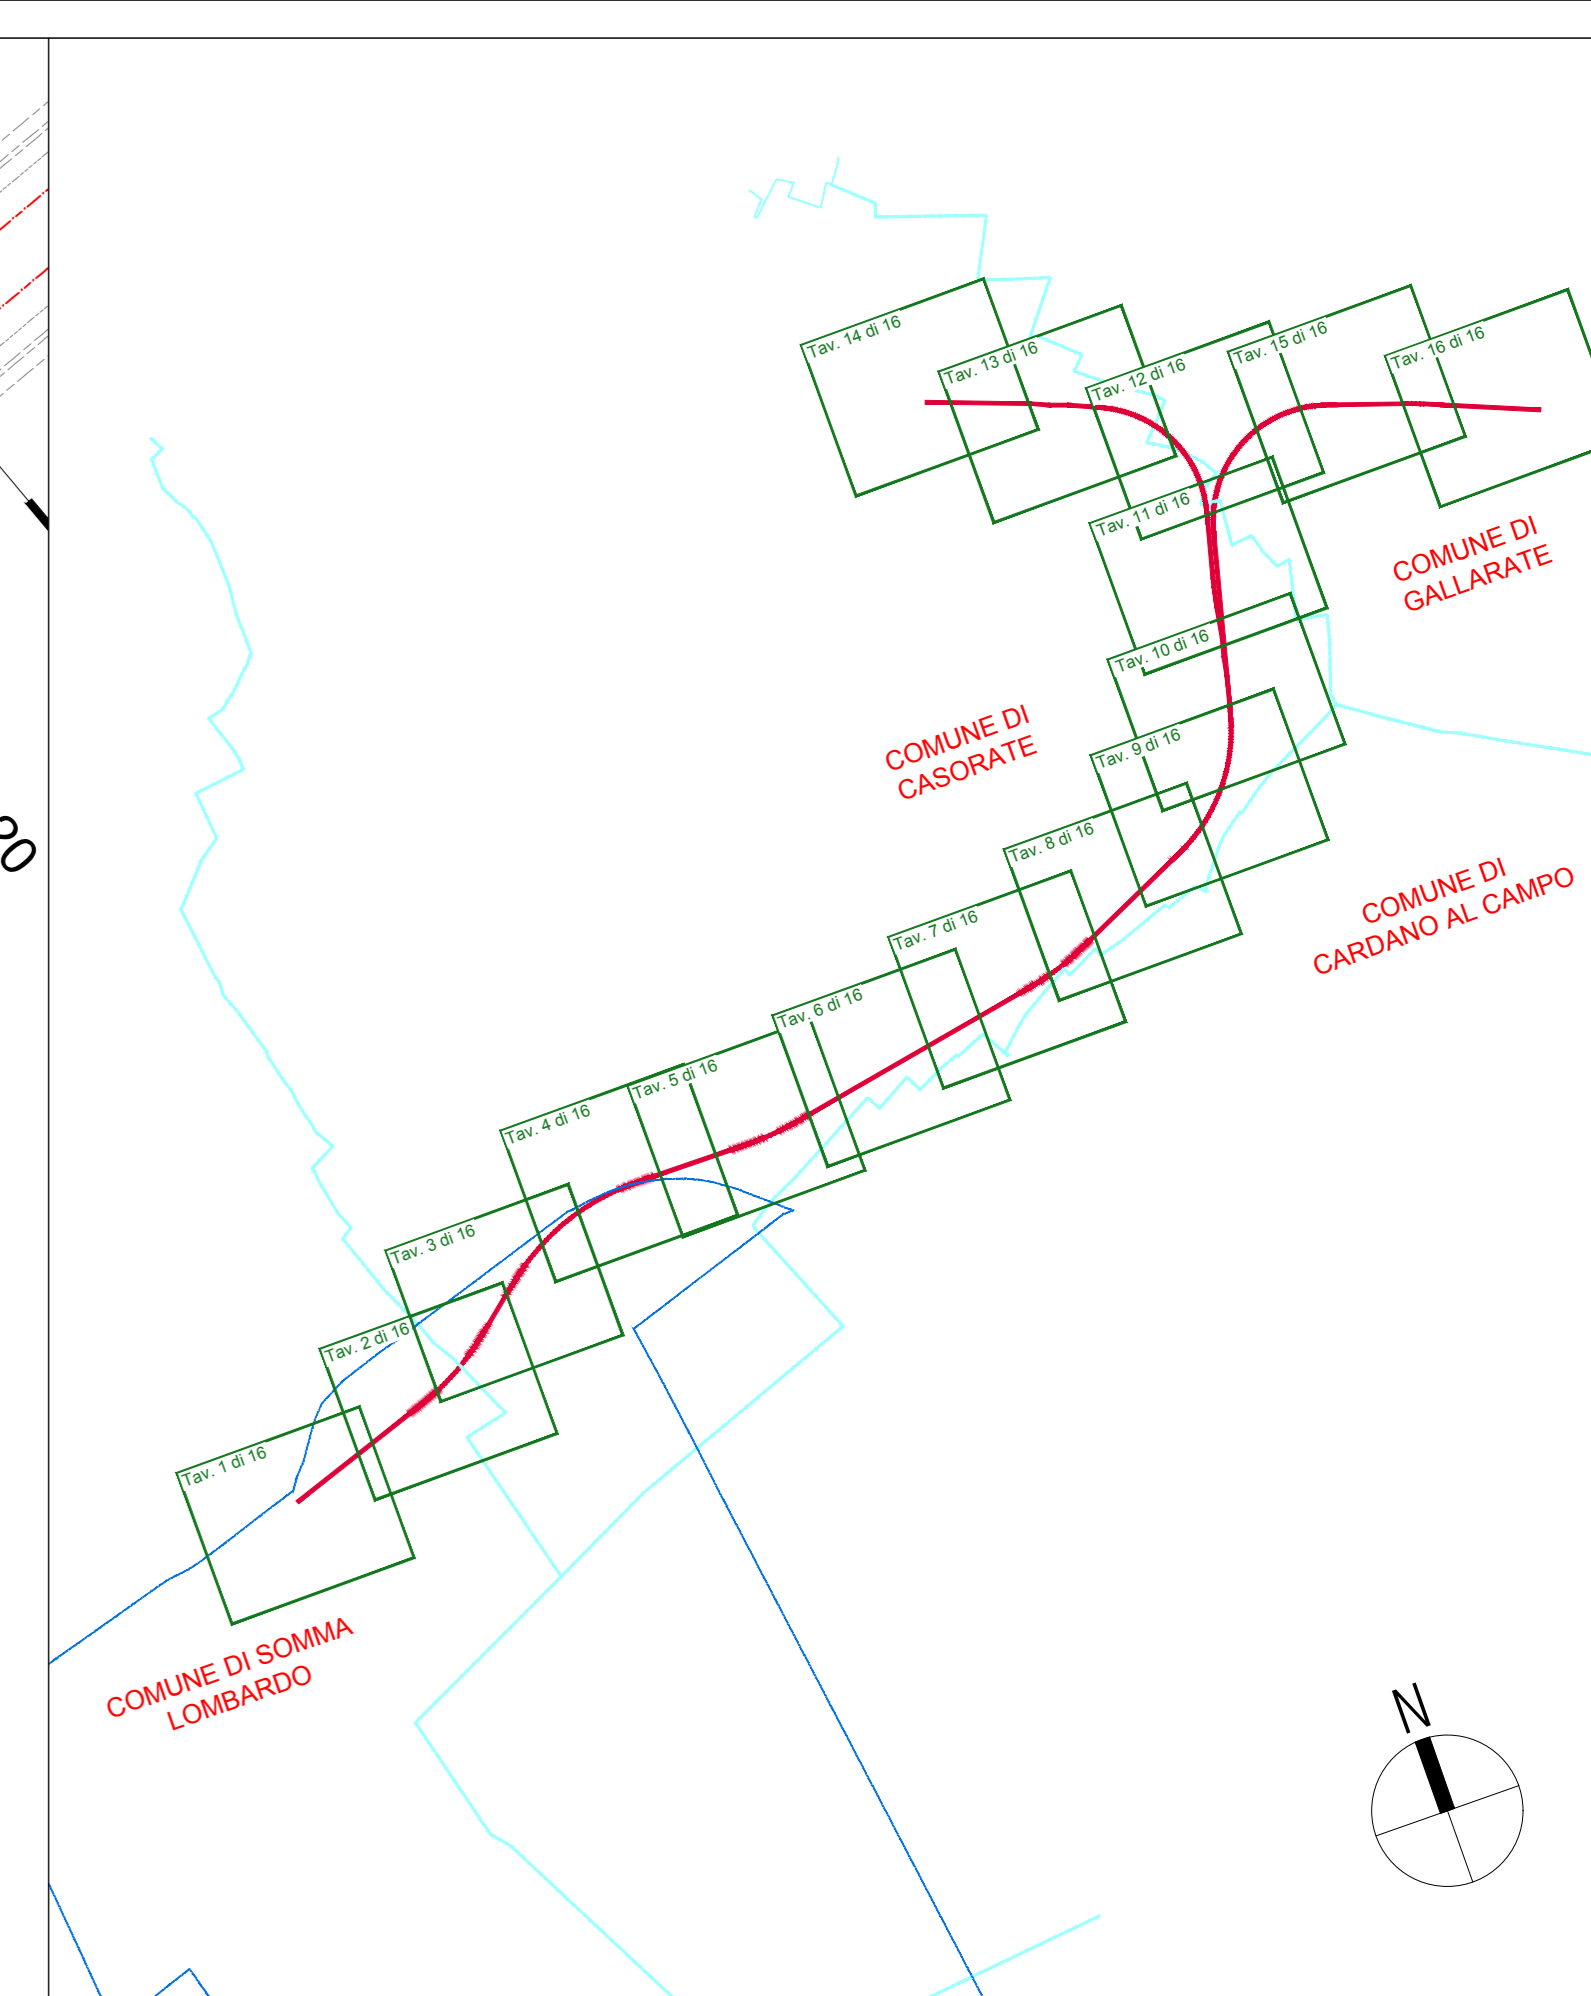 Tav. 14 di 16
Tav. 13 di 16
Tav. 12 di 16
Tav. 15 di 16
Tav. 16 di 16
Tav. 11 di 16
COMUNE DI
GALLARATE
Tav. 10 di 16
COMUNE DI
CASORATE
Tav. 9 di 16
Tav. 8 di 16
COMUNE DI
CARDANO AL CAMPO
Tav. 7 di 16
Tav. 6 di 16
Tav. 5 di 16
Tav. 4 di 16
Tav. 3 di 16
Tav. 2 di 16
Tav. 1 di 16
COMUNE DI SOMMA
LOMBARDO
N